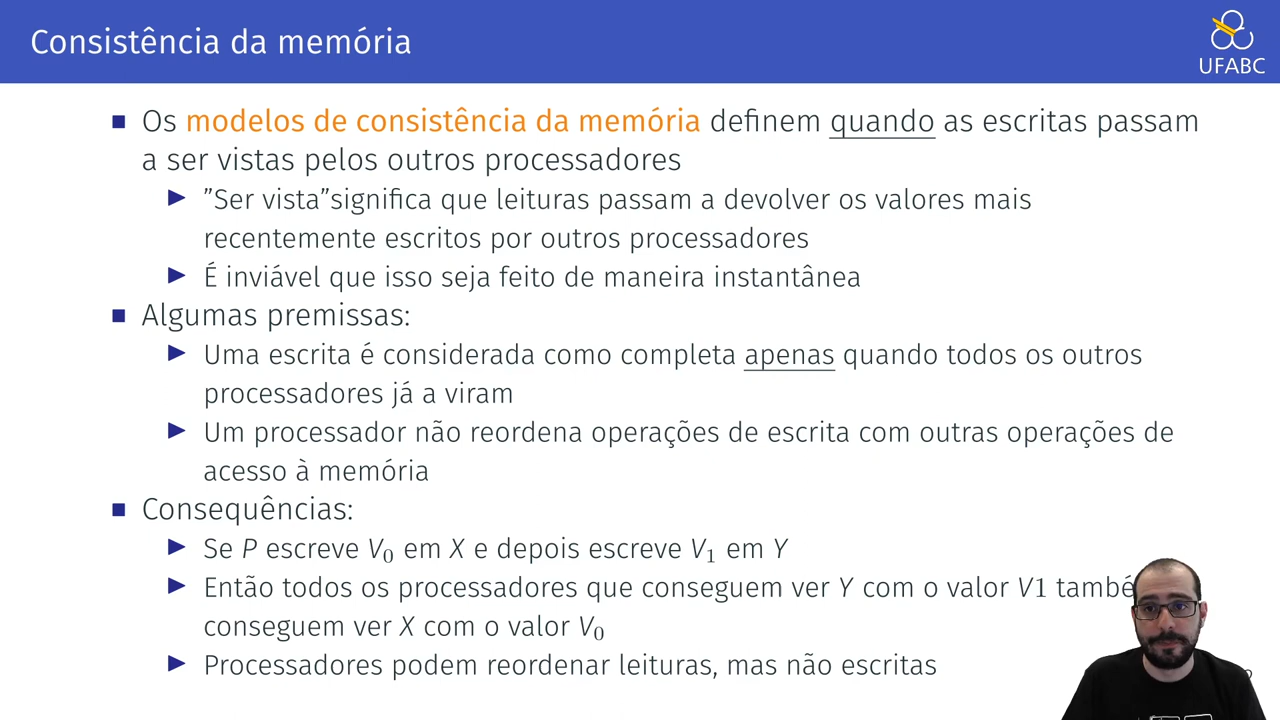 Consistência da memória
UFABC
Os modelos de consistência da memória definem quando as escritas passam
a ser vistas pelos outros processadores
”Ser vista”significa que leituras passam a devolver os valores mais
recentemente escritos por outros processadores
É inviável que isso seja feito de maneira instantânea
Algumas premissas:
Uma escrita é considerada como completa apenas quando todos os outros
processadores já a viram
Um processador não reordena operações de escrita com outras operações de
acesso à memória
Consequências:
Se P escreve V₀ em X e depois escreve V₁ em Y
Então todos os processadores que conseguem ver Y com o valor V1
conseguem ver X com o valor V₀
Processadores podem reordenar leituras, mas não escritas